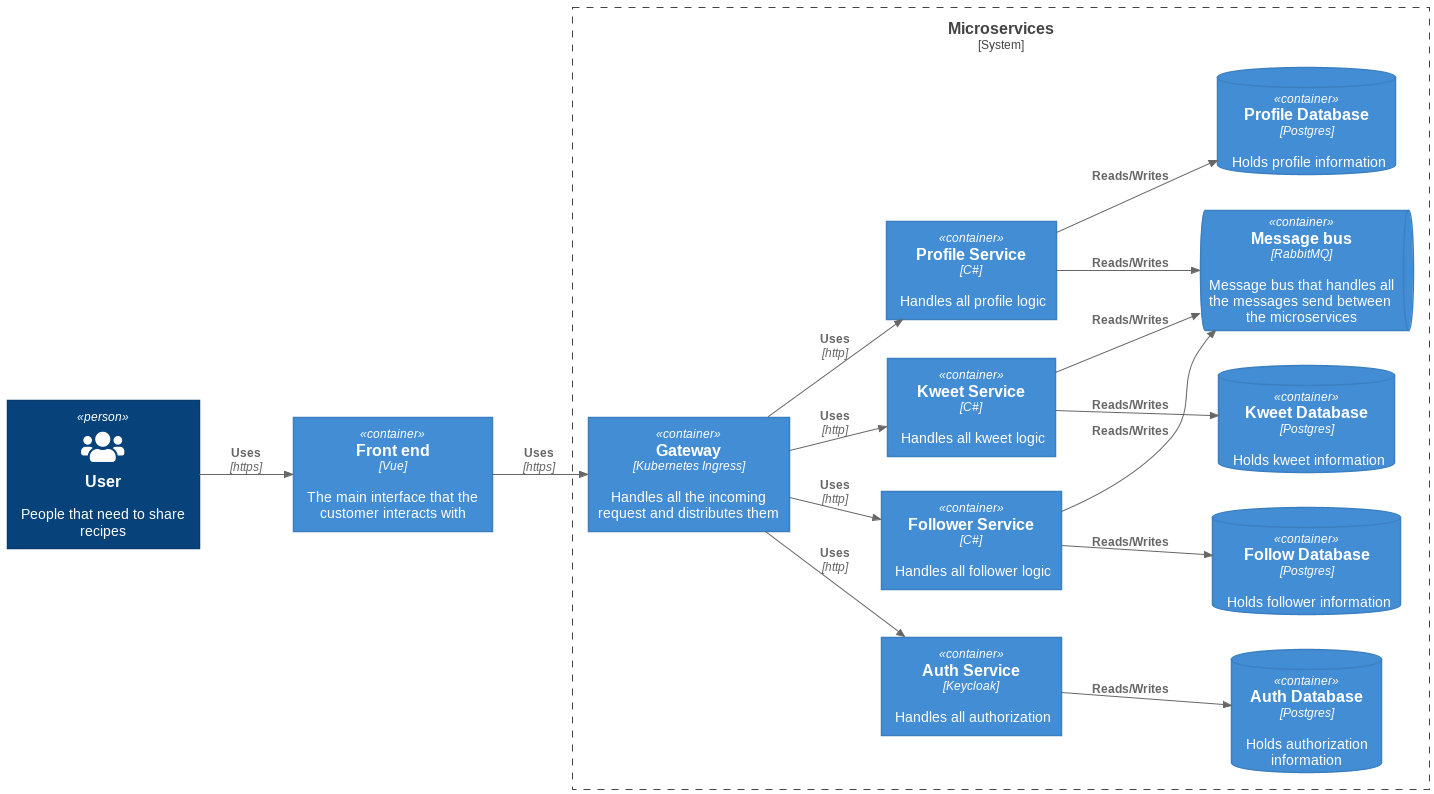 Microservices
[System]
«person»
User
People that need to share
recipes
Uses
[https]
«container»
Front end
[Vue]
The main interface that the
customer interacts with
Uses
[https]
«container»
Gateway
[Kubernetes Ingress]
Handles all the incoming
request and distributes them
Uses
[http]
Uses
[http]
Uses
[http]
Uses
[http]
«container»
Profile Service
[C#]
Handles all profile logic
«container»
Kweet Service
[C#]
Handles all kweet logic
«container»
Follower Service
[C#]
Handles all follower logic
«container»
Auth Service
[Keycloak]
Handles all authorization
Reads/Writes
Reads/Writes
Reads/Writes
Reads/Writes
Reads/Writes
Reads/Writes
Reads/Writes
«container»
Profile Database
[Postgres]
Holds profile information
«container»
Message bus
[RabbitMQ]
Message bus that handles all
the messages send between
the microservices
«container»
Kweet Database
[Postgres]
Holds kweet information
«container»
Follow Database
[Postgres]
Holds follower information
«container»
Auth Database
[Postgres]
Holds authorization
information